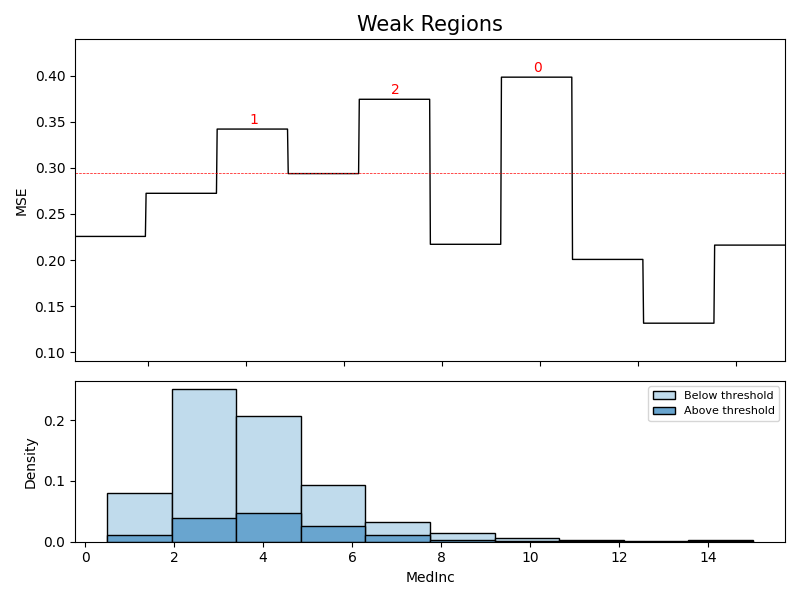 Weak Regions
0.40
0.35
0.30
0.25
0.20
0.15
0.10
MSE
1
2
0
0.2
0.1
0.0
Density
Below threshold
Above threshold
0 2 4 6 8 10 12 14
MedInc